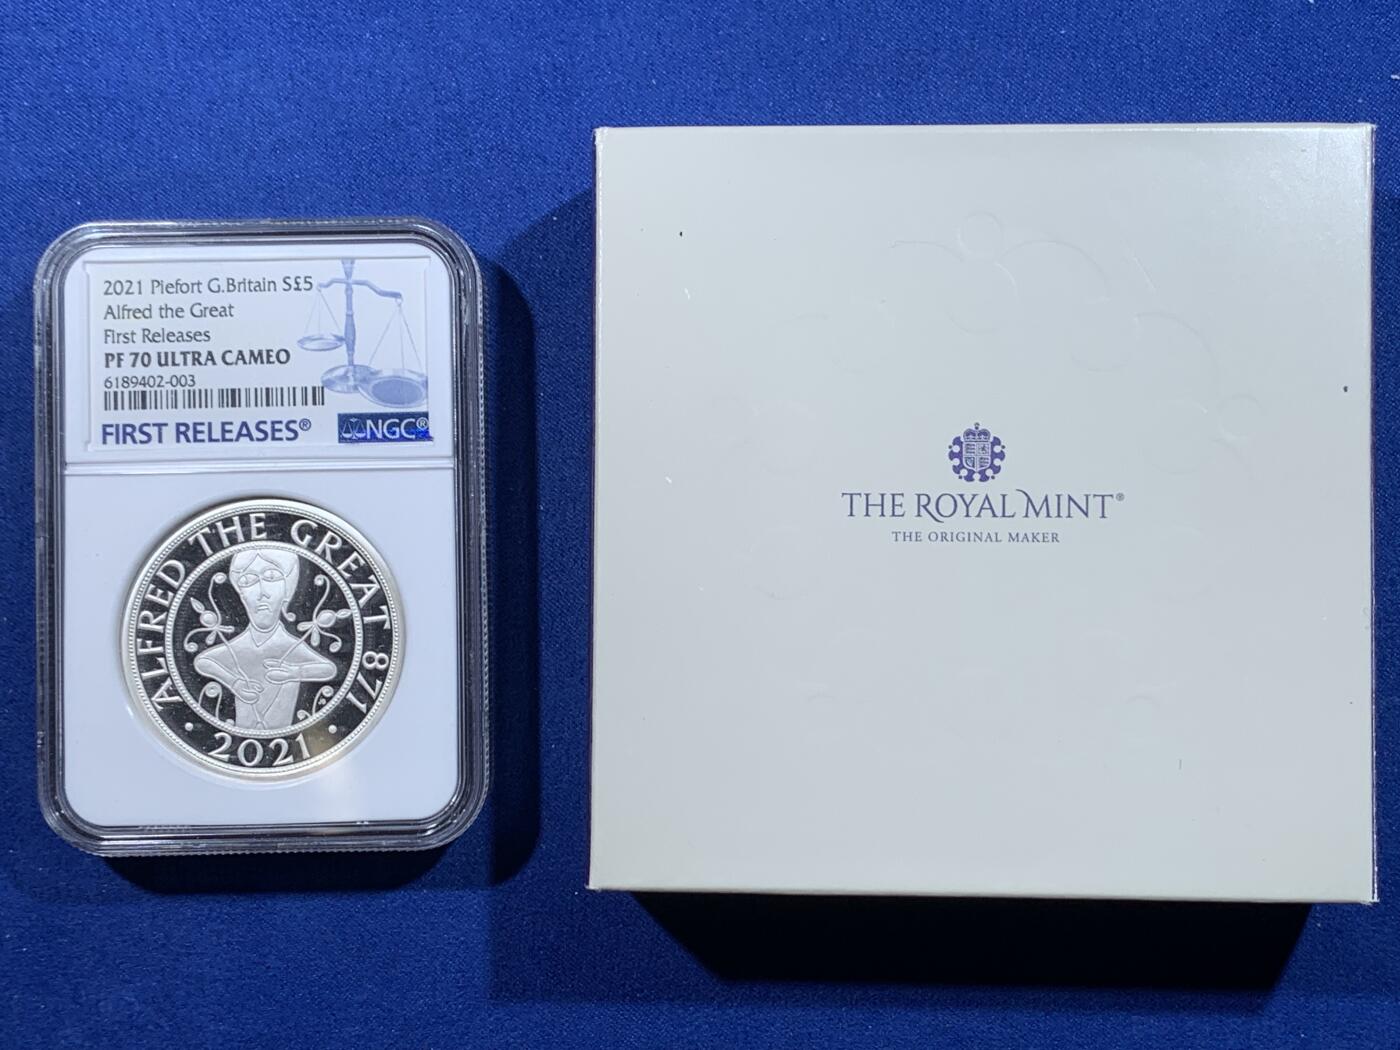 2021 Piefort G.Britain S£5
Alfred the Great
First Releases
PF 70 ULTRA CAMEO
6189402-003
FIRST RELEASES®
NGC®
ALFRED THE GREAT 871
· 2021 ·
THE ROYAL MINT®
THE ORIGINAL MAKER